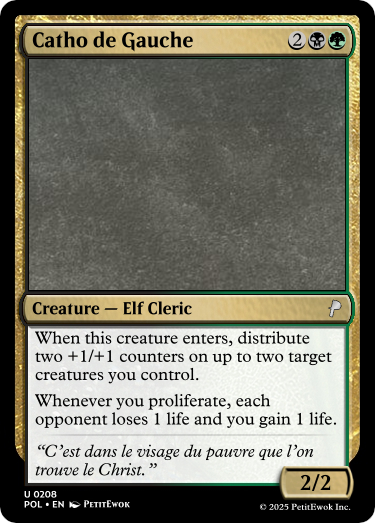 Catho de Gauche 2
Creature — Elf Cleric
When this creature enters, distribute
two +1/+1 counters on up to two target
creatures you control.
Whenever you proliferate, each
opponent loses 1 life and you gain 1 life.
“C’est dans le visage du pauvre que l’on
trouve le Christ.”
2/2
U 0208
POL • EN PetitEwok
© 2025 PetitEwok Inc.